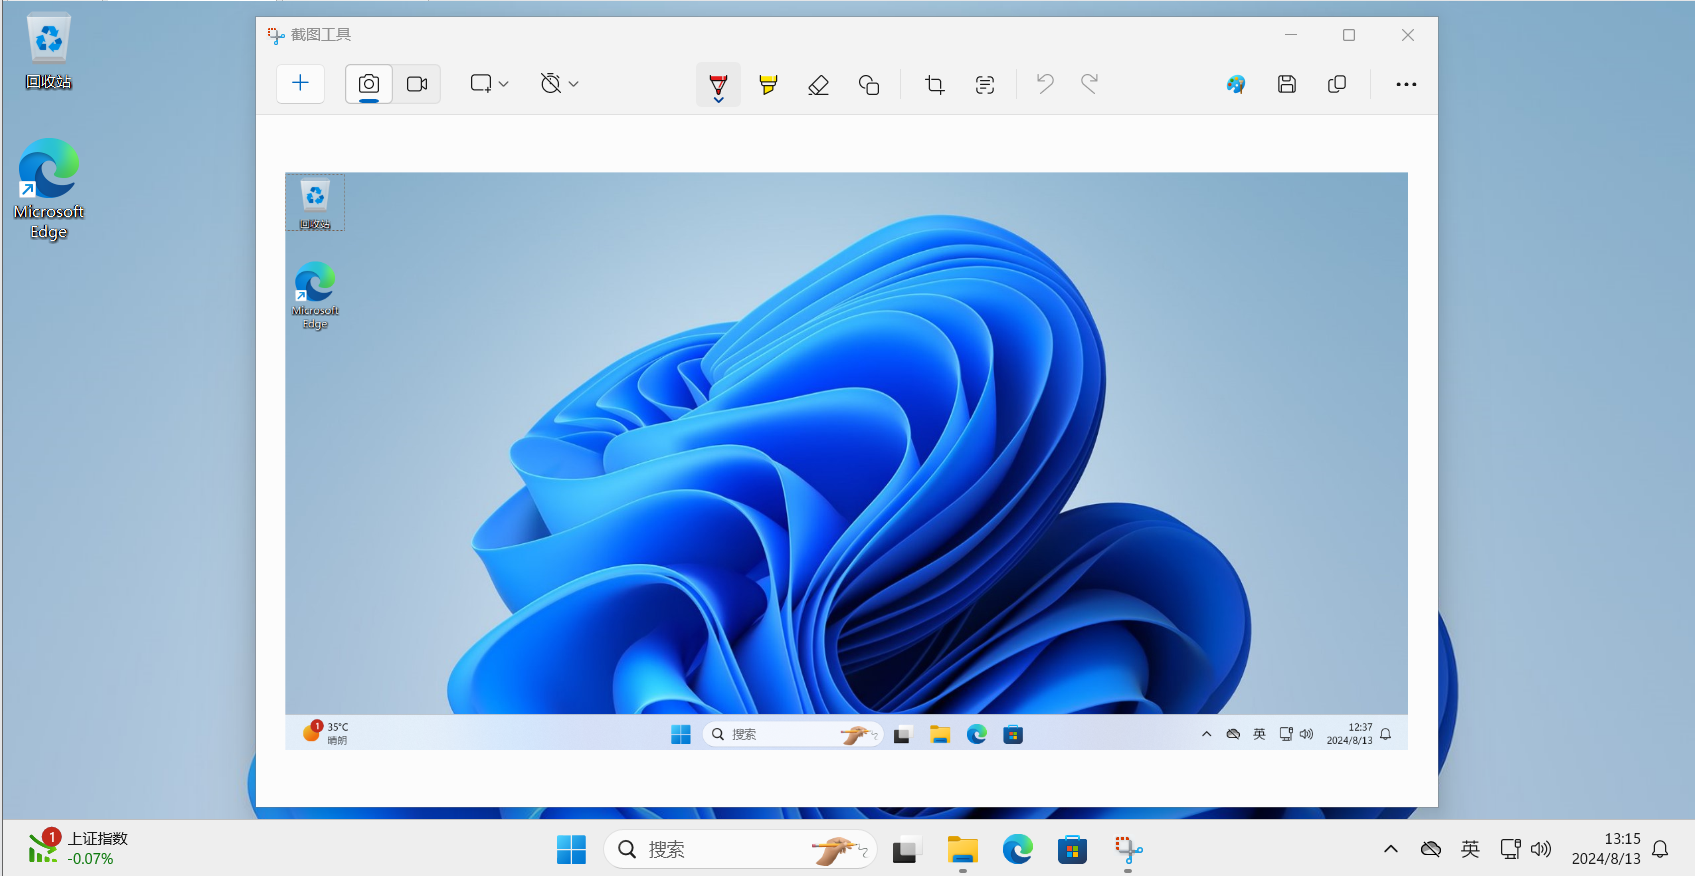 回收站
Microsoft
Edge
截图工具
回收站
Microsoft
Edge
1
35°C
晴朗
搜索
英
12:37
2024/8/13
1
上证指数
-0.07%
搜索
英
13:15
2024/8/13